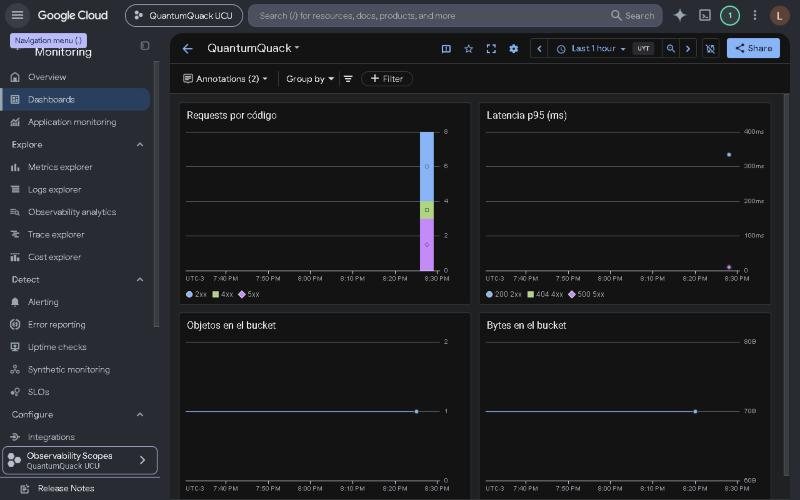 Google Cloud
QuantumQuack UCU
Search (/) for resources, docs, products, and more
Search
1
L
Navigation menu (.)
Monitoring
Overview
Dashboards
Application monitoring
Explore
Metrics explorer
Logs explorer
Observability analytics
Trace explorer
Cost explorer
Detect
Alerting
Error reporting
Uptime checks
Synthetic monitoring
SLOs
Configure
Integrations
Observability Scopes
QuantumQuack UCU
Release Notes
QuantumQuack
Last 1 hour
UYT
Share
Annotations (2)
Group by
Filter
Requests por código
8
6
4
2
0
UTC-3 7:40 PM 7:50 PM 8:00 PM 8:10 PM 8:20 PM 8:30 PM
2xx 4xx 5xx
Latencia p95 (ms)
400ms
300ms
200ms
100ms
0
UTC-3 7:40 PM 7:50 PM 8:00 PM 8:10 PM 8:20 PM 8:30 PM
200 2xx 404 4xx 500 5xx
Objetos en el bucket
2
1
0
UTC-3 7:40 PM 7:50 PM 8:00 PM 8:10 PM 8:20 PM 8:30 PM
Bytes en el bucket
80B
70B
60B
UTC-3 7:40 PM 7:50 PM 8:00 PM 8:10 PM 8:20 PM 8:30 PM